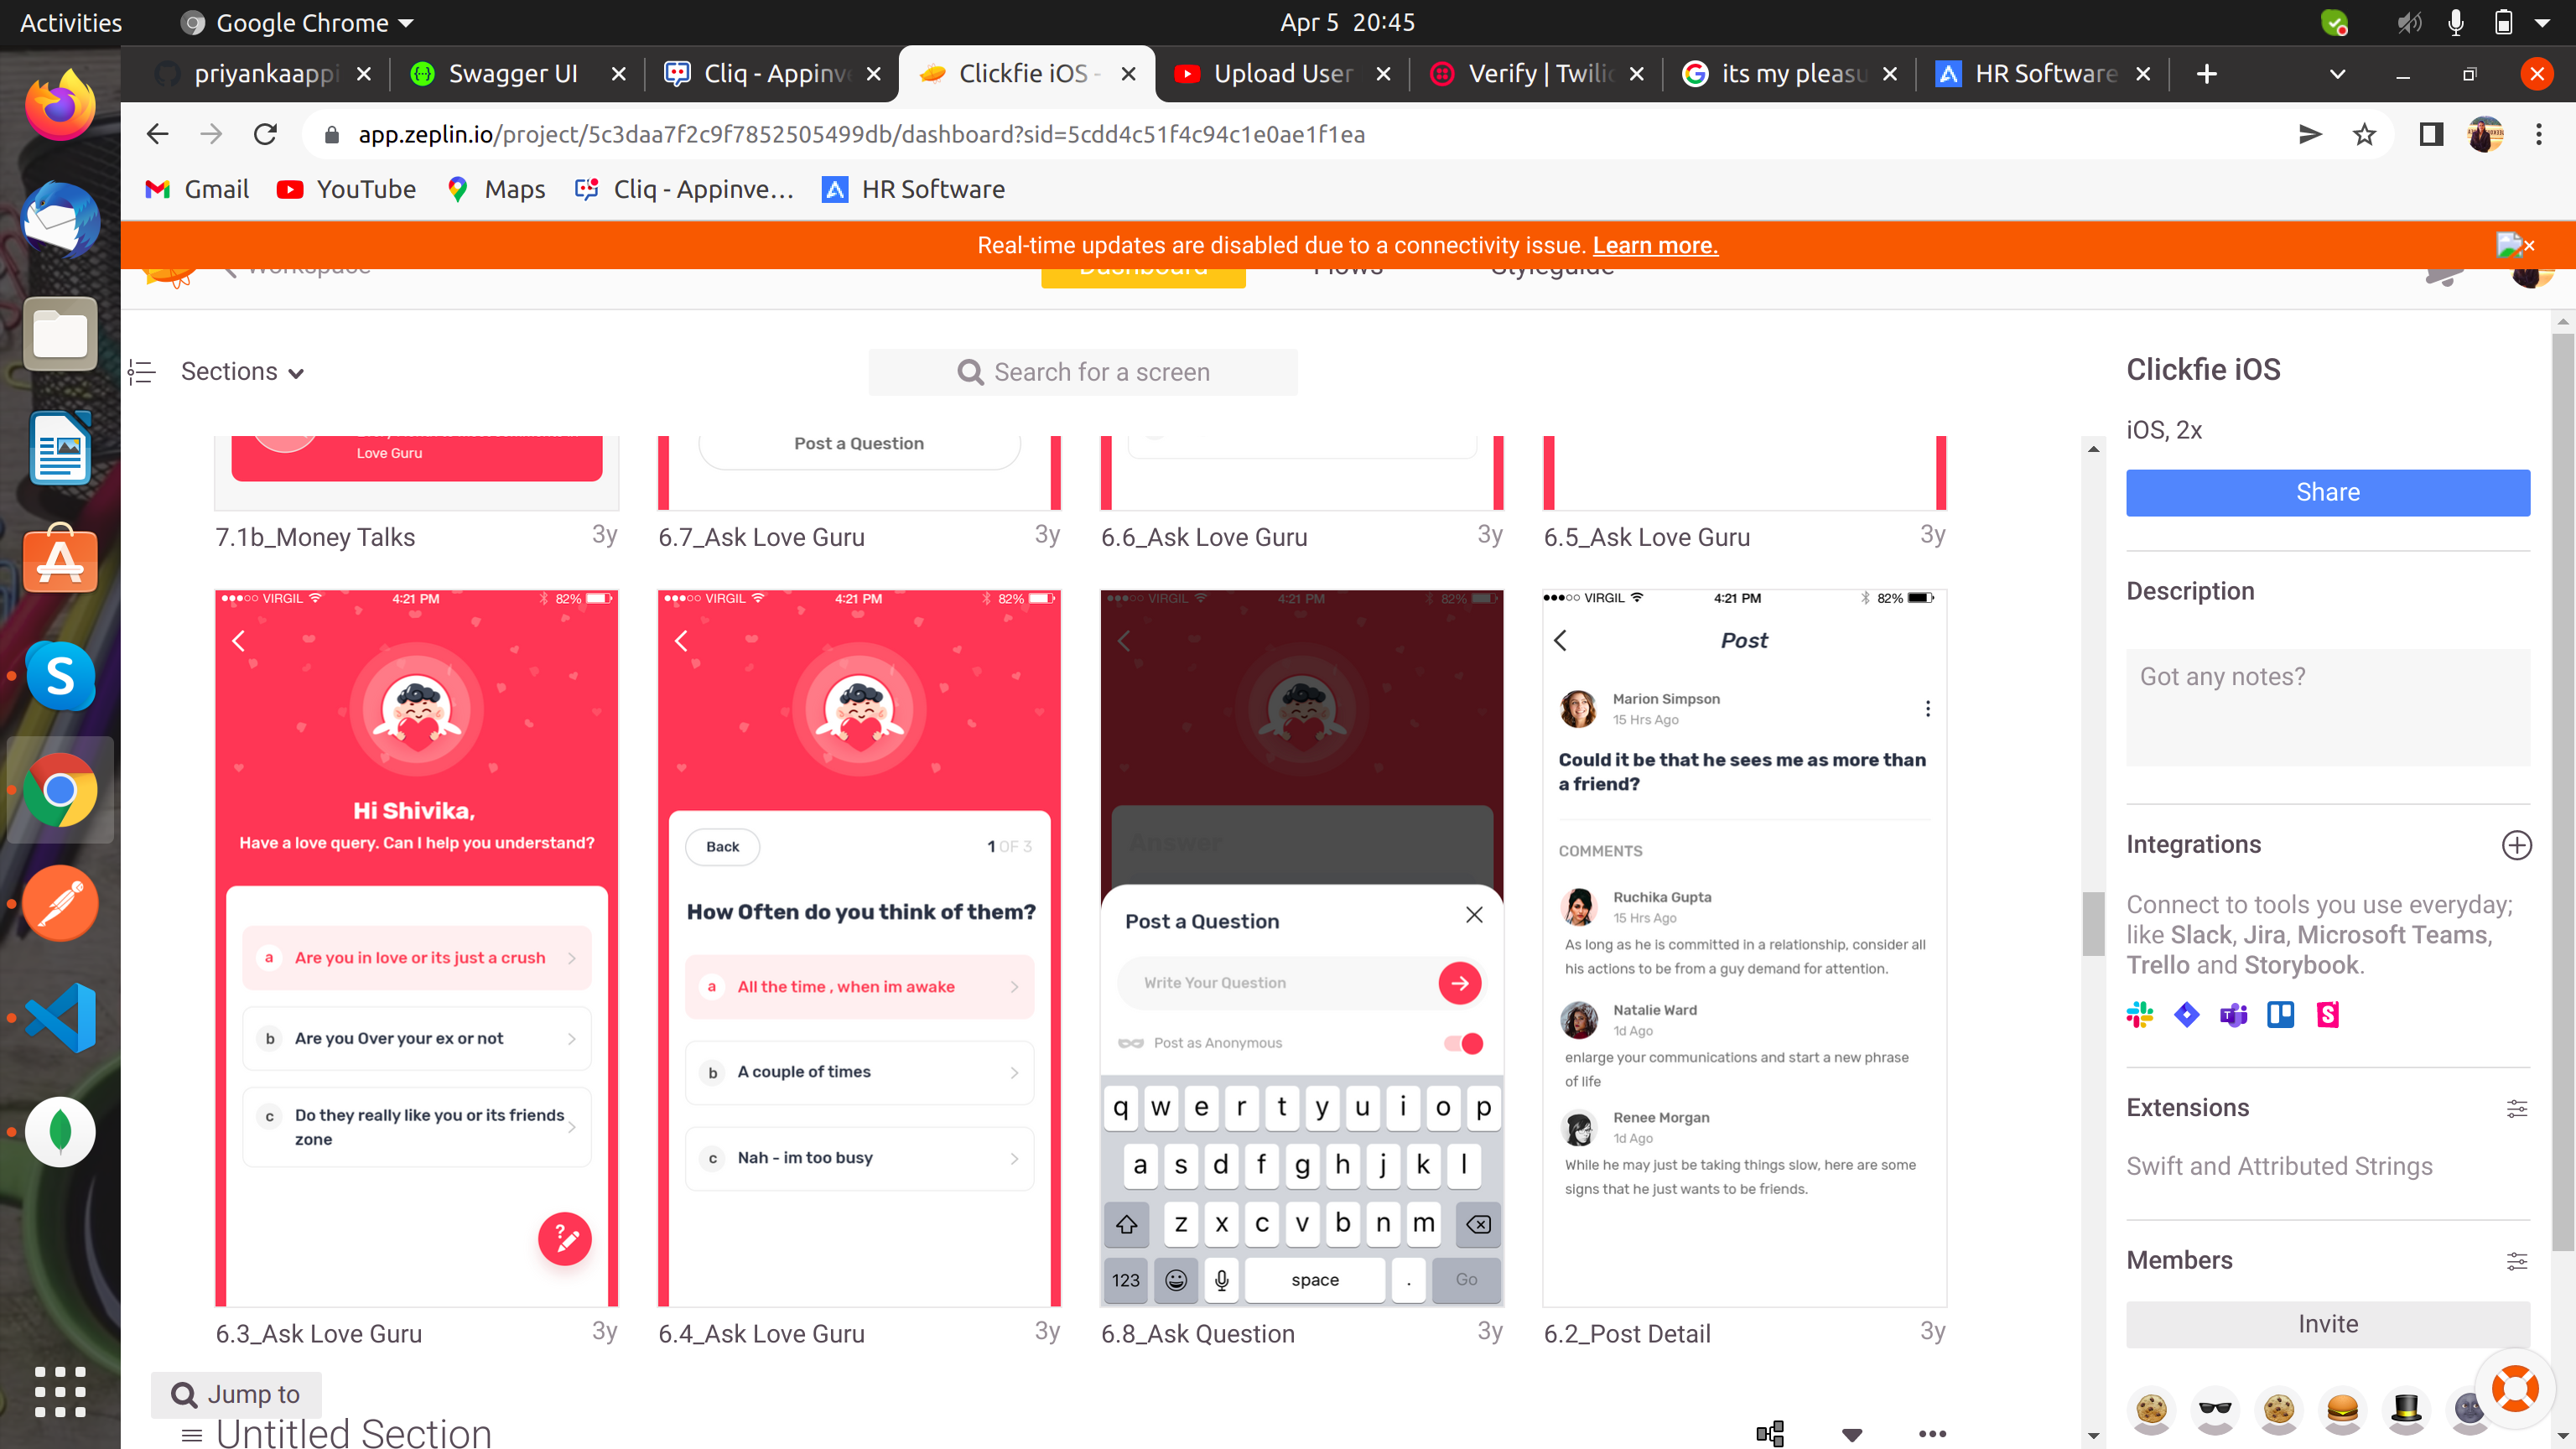 Activities
Google Chrome
Apr 5 20:45
priyankaappi
Swagger UI
Cliq - Appinve
Clickfie iOS -
Upload User
Verify | Twilio
its my pleasu
HR Software
app.zeplin.io/project/5c3daa7f2c9f7852505499db/dashboard?sid=5cdd4c51f4c94c1e0ae1f1ea
Gmail
YouTube
Maps
Cliq - Appinve...
HR Software
Real-time updates are disabled due to a connectivity issue. Learn more.
Workspace
Dashboard
Flows
Styleguide
Sections
Search for a screen
Love Guru
Post a Question
7.1b_Money Talks 3y
6.7_Ask Love Guru 3y
6.6_Ask Love Guru 3y
6.5_Ask Love Guru 3y
VIRGIL 4:21 PM 82%
Hi Shivika,
Have a love query. Can I help you understand?
a Are you in love or its just a crush
b Are you Over your ex or not
c Do they really like you or its friends
zone
6.3_Ask Love Guru 3y
VIRGIL 4:21 PM 82%
Back 1 OF 3
How Often do you think of them?
a All the time , when im awake
b A couple of times
c Nah - im too busy
6.4_Ask Love Guru 3y
VIRGIL 4:21 PM 82%
Answer
Post a Question
Write Your Question
Post as Anonymous
q w e r t y u i o p
a s d f g h j k l
z x c v b n m
123 space . Go
6.8_Ask Question 3y
VIRGIL 4:21 PM 82%
Post
Marion Simpson
15 Hrs Ago
Could it be that he sees me as more than
a friend?
COMMENTS
Ruchika Gupta
15 Hrs Ago
As long as he is committed in a relationship, consider all
his actions to be from a guy demand for attention.
Natalie Ward
1d Ago
enlarge your communications and start a new phrase
of life
Renee Morgan
1d Ago
While he may just be taking things slow, here are some
signs that he just wants to be friends.
6.2_Post Detail 3y
Jump to
Untitled Section
Clickfie iOS
iOS, 2x
Share
Description
Got any notes?
Integrations
Connect to tools you use everyday;
like Slack, Jira, Microsoft Teams,
Trello and Storybook.
Extensions
Swift and Attributed Strings
Members
Invite